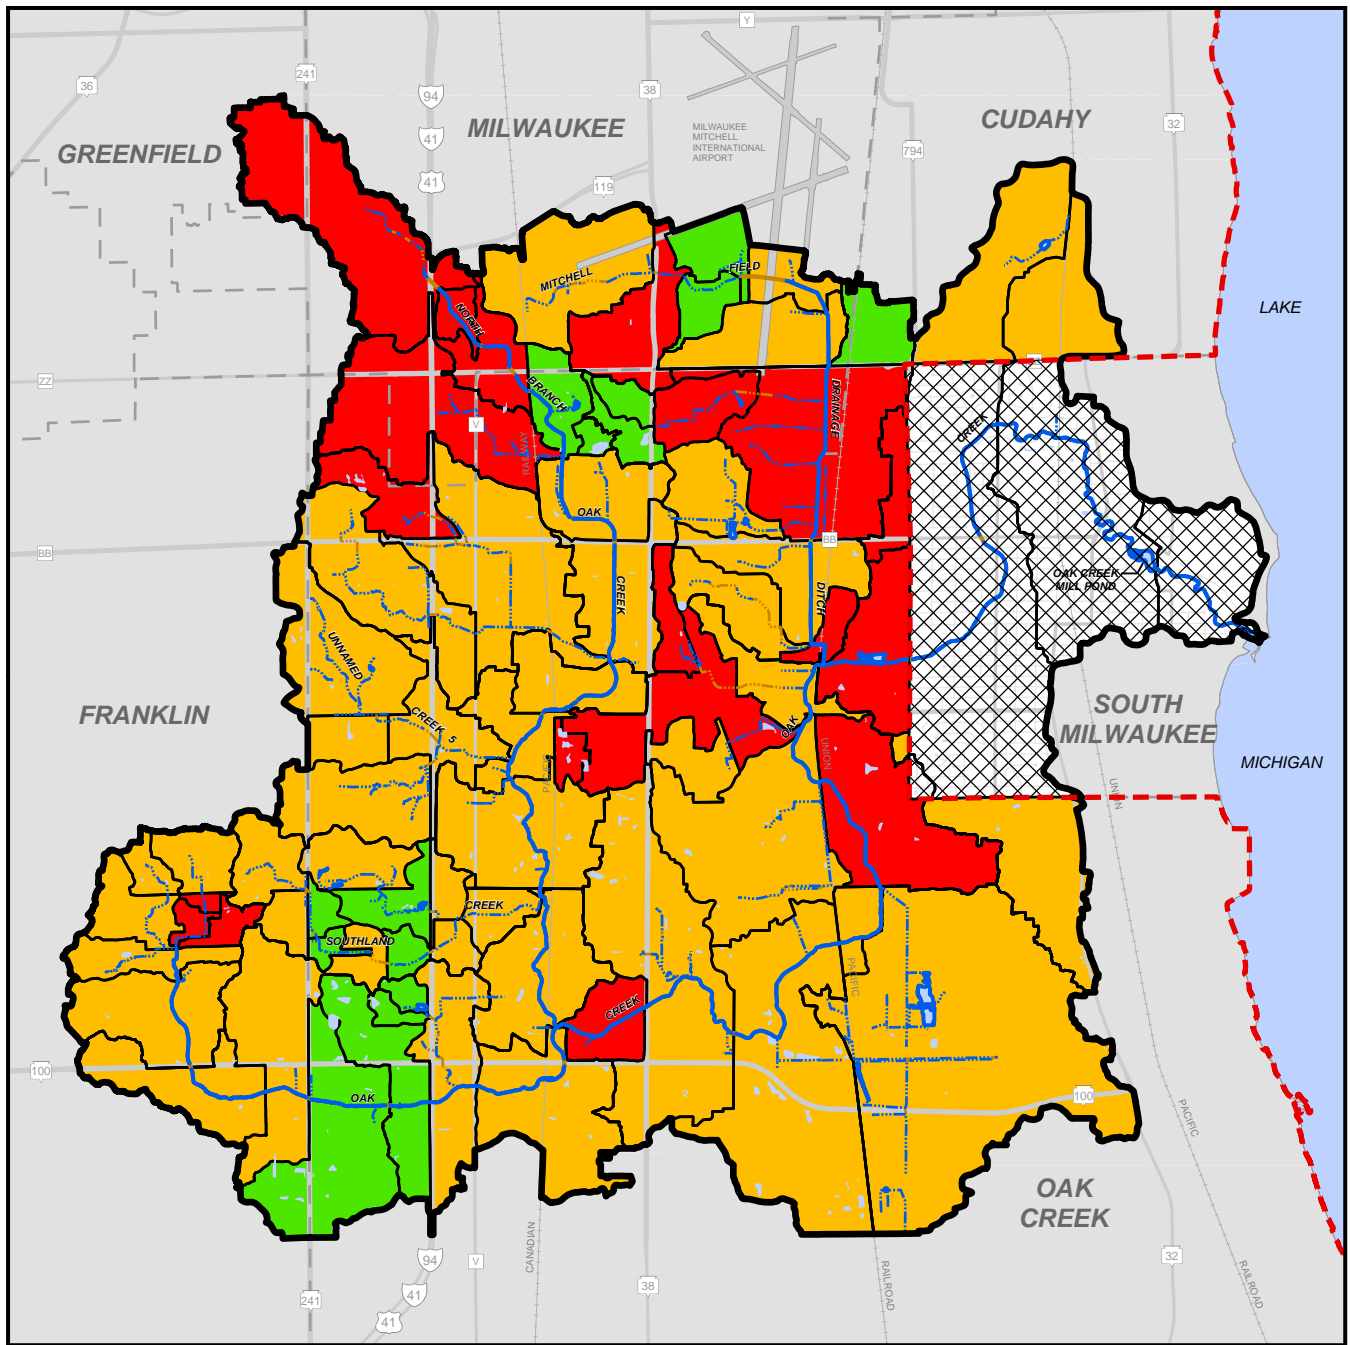 Y
36
241
94
38
MILWAUKEE
CUDAHY
32
41
MILWAUKEE
MITCHELL
INTERNATIONAL
AIRPORT
794
GREENFIELD
41
119
FIELD
MITCHELL
NORTH
LAKE
ZZ
BRANCH
DRAINAGE
V
CREEK
RAILWAY
OAK
BB
BB
OAK CREEK
MILL POND
CREEK
DITCH
UNNAMED
FRANKLIN
CREEK 5
OAK
SOUTH
MILWAUKEE
UNION
MICHIGAN
PACIFIC
UNION
CREEK
SOUTHLAND
PACIFIC
CREEK
100
OAK
100
PACIFIC
OAK
CREEK
CANADIAN
94
V
32
38
RAILROAD
RAILROAD
241
41
41